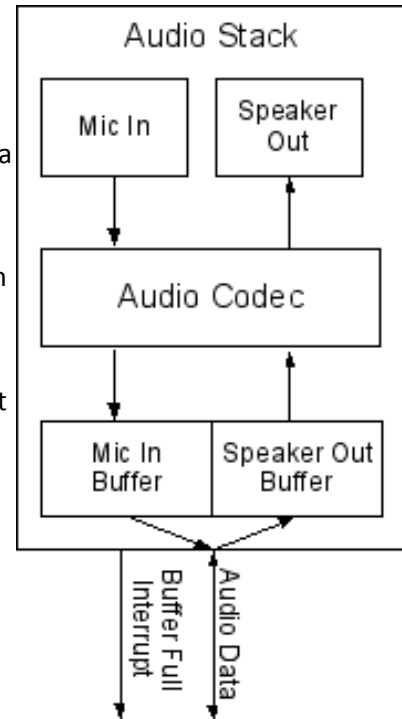 Audio Stack
Mic In
Speaker
Out
a
n
Audio Codec
t
Mic In
Buffer
Speaker Out
Buffer
Buffer Full
Interrupt
Audio Data